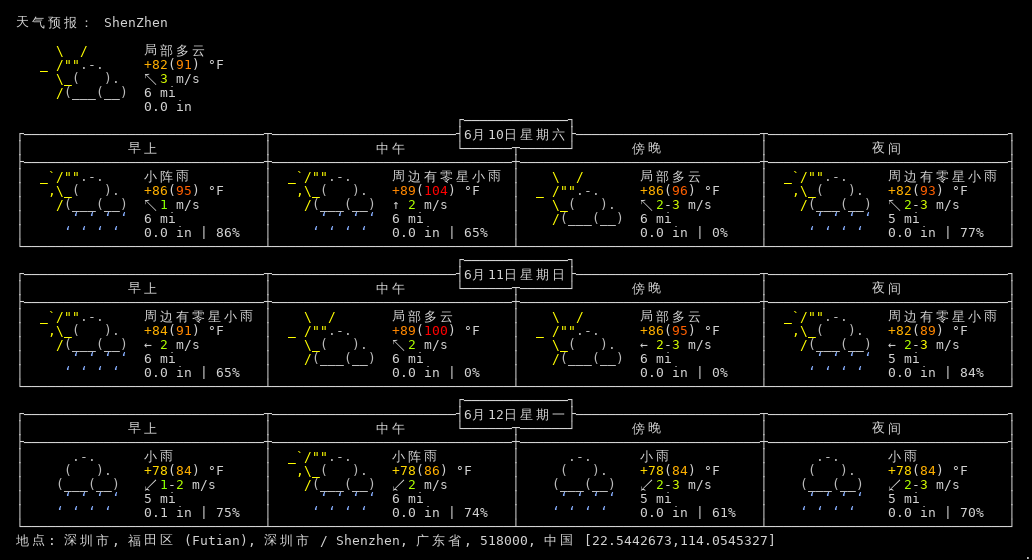 天气预报： ShenZhen
局部多云
+82(91) °F
↖3 m/s
6 mi
0.0 in
6月10日星期六
早上 中午 傍晚 夜间
小阵雨 周边有零星小雨 局部多云 周边有零星小雨
+86(95) °F +89(104) °F +86(96) °F +82(93) °F
↖1 m/s ↑ 2 m/s ↖2-3 m/s ↖2-3 m/s
6 mi 6 mi 6 mi 5 mi
0.0 in | 86% 0.0 in | 65% 0.0 in | 0% 0.0 in | 77%
6月11日星期日
早上 中午 傍晚 夜间
周边有零星小雨 局部多云 局部多云 周边有零星小雨
+84(91) °F +89(100) °F +86(95) °F +82(89) °F
← 2 m/s ↖2 m/s ← 2-3 m/s ← 2-3 m/s
6 mi 6 mi 6 mi 5 mi
0.0 in | 65% 0.0 in | 0% 0.0 in | 0% 0.0 in | 84%
6月12日星期一
早上 中午 傍晚 夜间
小雨 小阵雨 小雨 小雨
+78(84) °F +78(86) °F +78(84) °F +78(84) °F
↙1-2 m/s ↙2 m/s ↙2-3 m/s ↙2-3 m/s
5 mi 6 mi 5 mi 5 mi
0.1 in | 75% 0.0 in | 74% 0.0 in | 61% 0.0 in | 70%
地点: 深圳市, 福田区 (Futian), 深圳市 / Shenzhen, 广东省, 518000, 中国 [22.5442673,114.0545327]